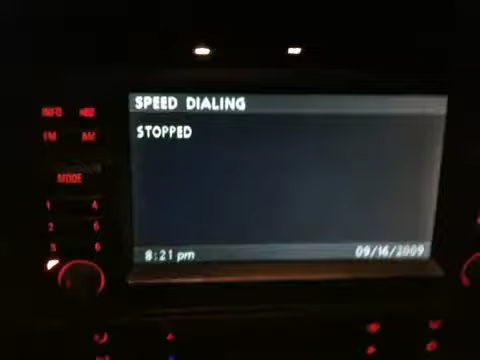 SPEED DIALING
INFO
FM AM
STOPPED
MODE
1 4
2 5
3 6
8:21 pm 09/16/2009